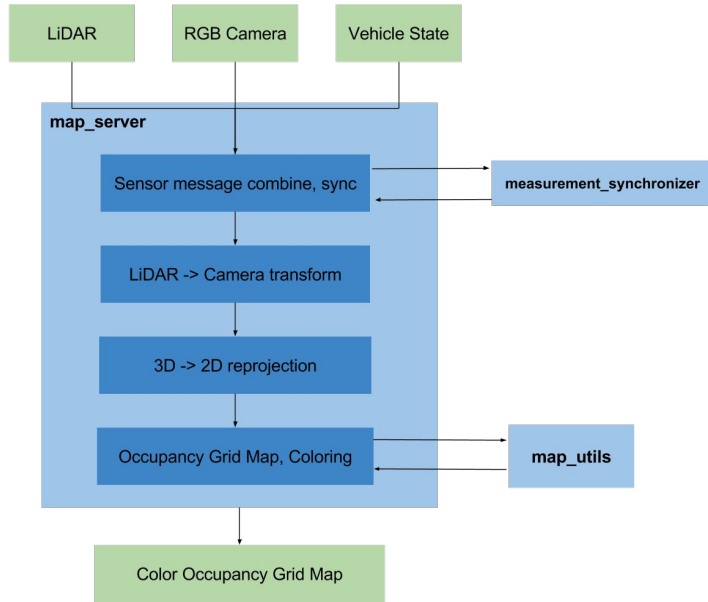 LiDAR
RGB Camera
Vehicle State
map_server
Sensor message combine, sync
measurement_synchronizer
LiDAR -> Camera transform
3D -> 2D reprojection
Occupancy Grid Map, Coloring
map_utils
Color Occupancy Grid Map